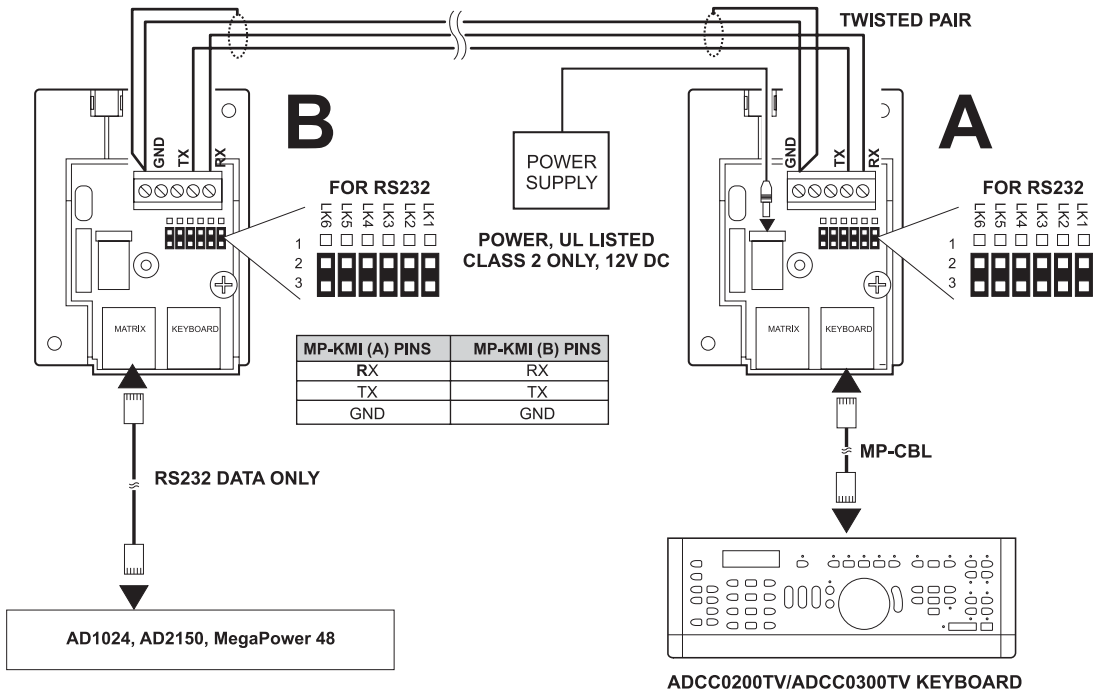 TWISTED PAIR
B
GND
TX
RX
FOR RS232
LK6
LK5
LK4
LK3
LK2
LK1
1
2
3
MATRIX
KEYBOARD
POWER
SUPPLY
POWER, UL LISTED
CLASS 2 ONLY, 12V DC
A
GND
TX
RX
FOR RS232
LK6
LK5
LK4
LK3
LK2
LK1
1
2
3
MATRIX
KEYBOARD
MP-KMI (A) PINS MP-KMI (B) PINS
RX RX
TX TX
GND GND
RS232 DATA ONLY
MP-CBL
AD1024, AD2150, MegaPower 48
ADCC0200TV/ADCC0300TV KEYBOARD